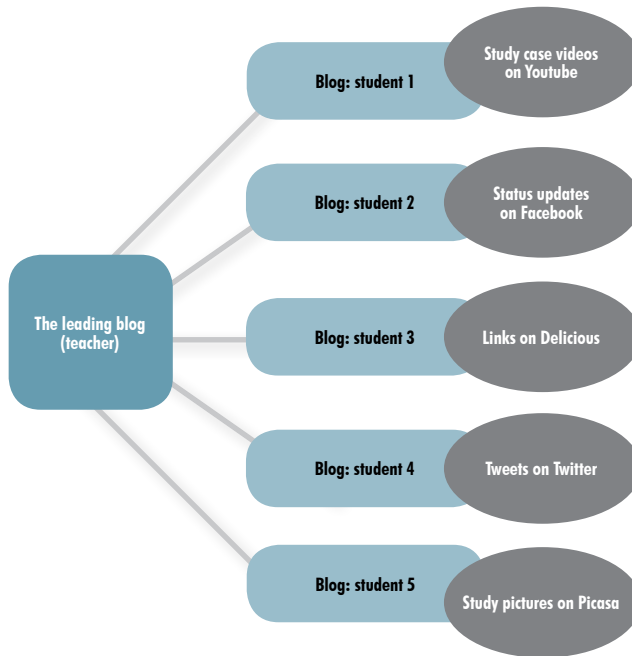 Study case videos
on Youtube
Blog: student 1
Status updates
on Facebook
Blog: student 2
The leading blog
(teacher)
Blog: student 3
Links on Delicious
Blog: student 4
Tweets on Twitter
Blog: student 5
Study pictures on Picasa